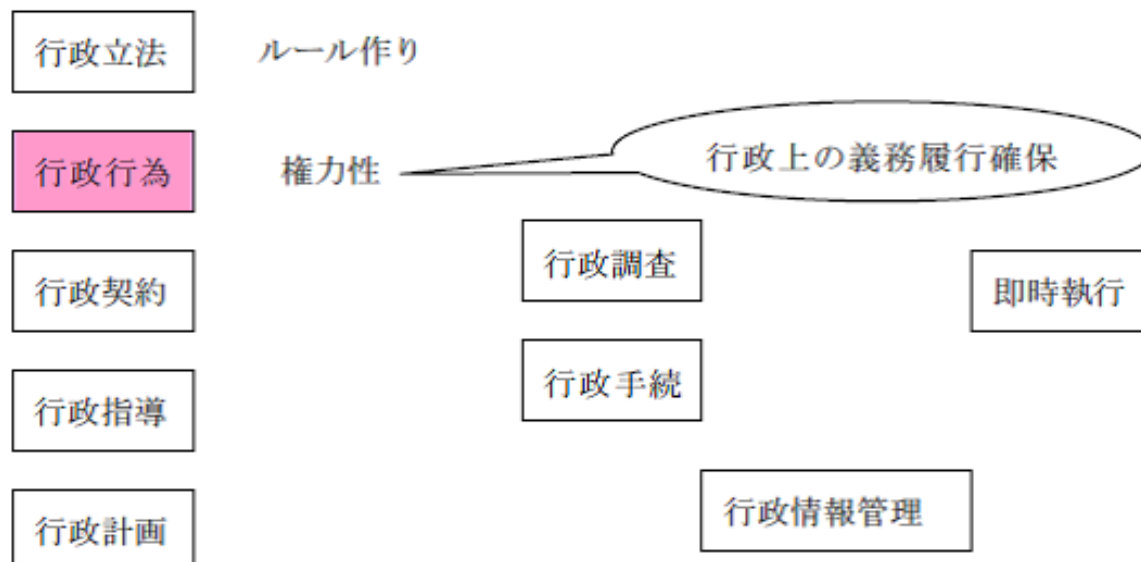 行政立法 ルール作り
行政行為 権力性 行政上の義務履行確保
行政調査
行政契約 即時執行
行政手続
行政指導
行政情報管理
行政計画